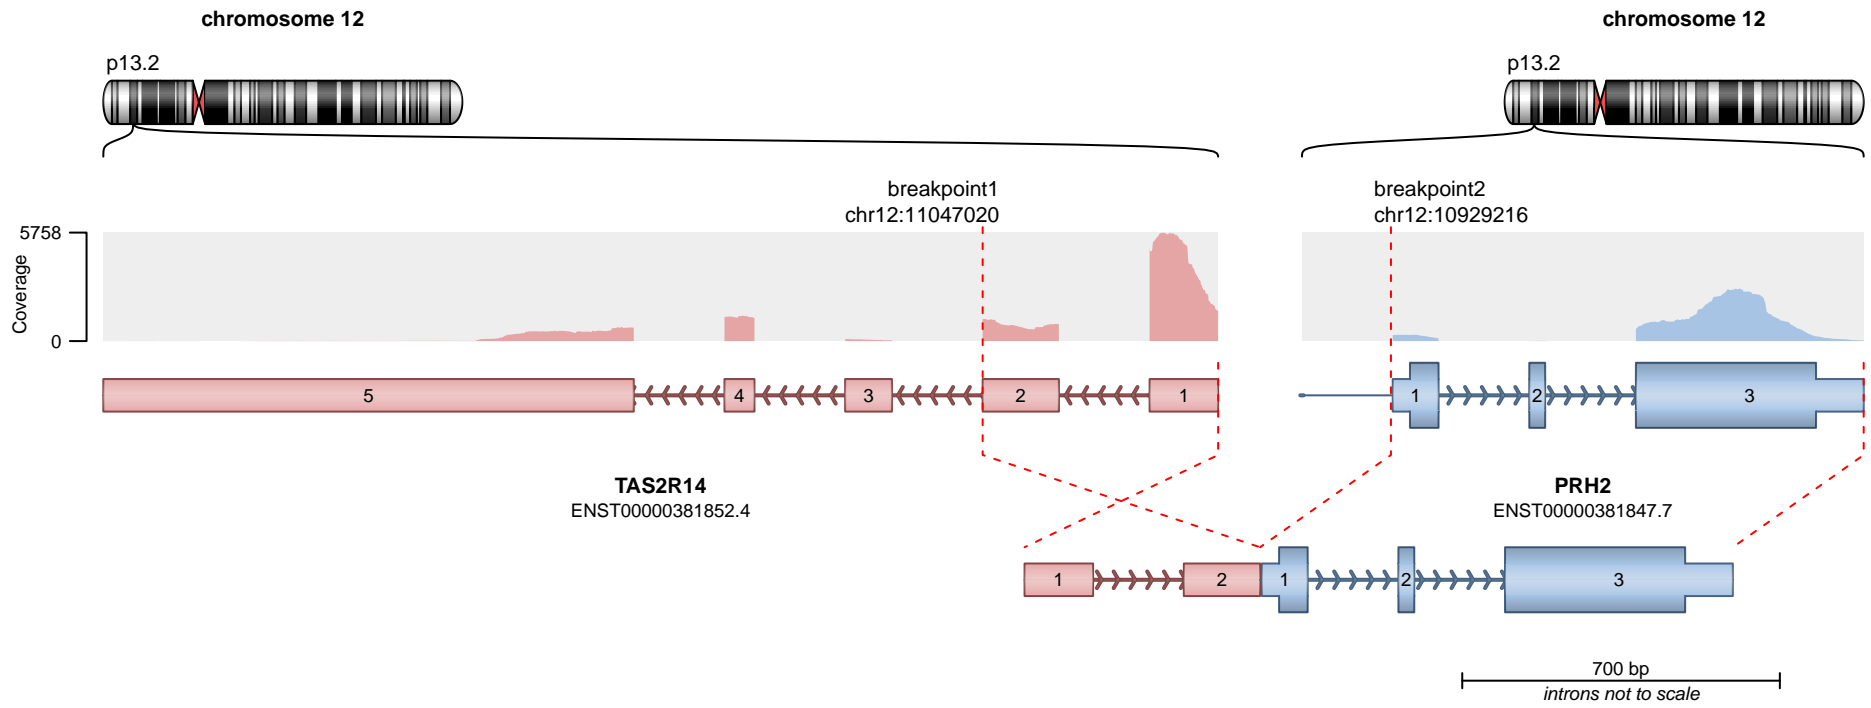 chromosome 12
chromosome 12
p13.2
p13.2
breakpoint1
chr12:11047020
breakpoint2
chr12:10929216
5758
Coverage
0
5
4
3
2
1
1
2
3
TAS2R14
ENST00000381852.4
PRH2
ENST00000381847.7
1
2
1
2
3
700 bp
introns not to scale